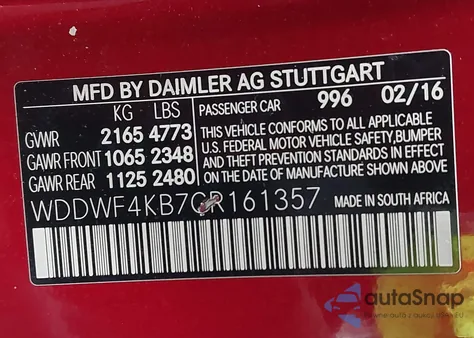 MFD BY DAIMLER AG STUTTGART
KG LBS
GVWR 2165 4773
GAWR FRONT 1065 2348
GAWR REAR 1125 2480
PASSENGER CAR 996 02/16
THIS VEHICLE CONFORMS TO ALL APPLICABLE
U.S. FEDERAL MOTOR VEHICLE SAFETY, BUMPER
AND THEFT PREVENTION STANDARDS IN EFFECT
ON THE DATE OF MANUFACTURE SHOWN ABOVE
WDDWF4KB7GR161357 MADE IN SOUTH AFRICA
autoSnap